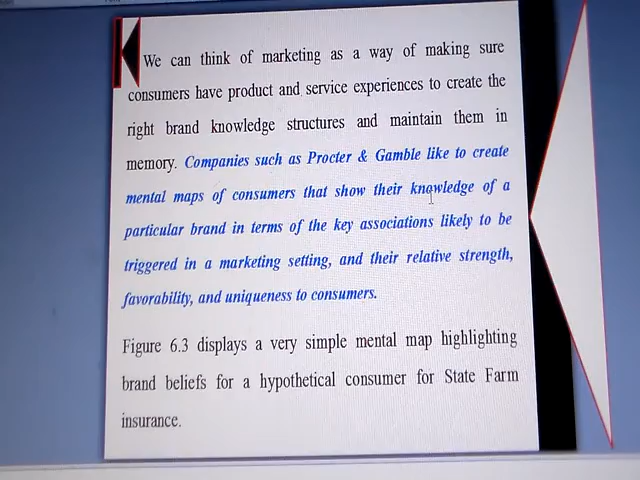 We can think of marketing as a way of making sure
consumers have product and service experiences to create the
right brand knowledge structures and maintain them in
memory. Companies such as Procter & Gamble like to create
mental maps of consumers that show their knowledge of a
particular brand in terms of the key associations likely to be
triggered in a marketing setting, and their relative strength,
favorability, and uniqueness to consumers.
Figure 6.3 displays a very simple mental map highlighting
brand beliefs for a hypothetical consumer for State Farm
insurance.